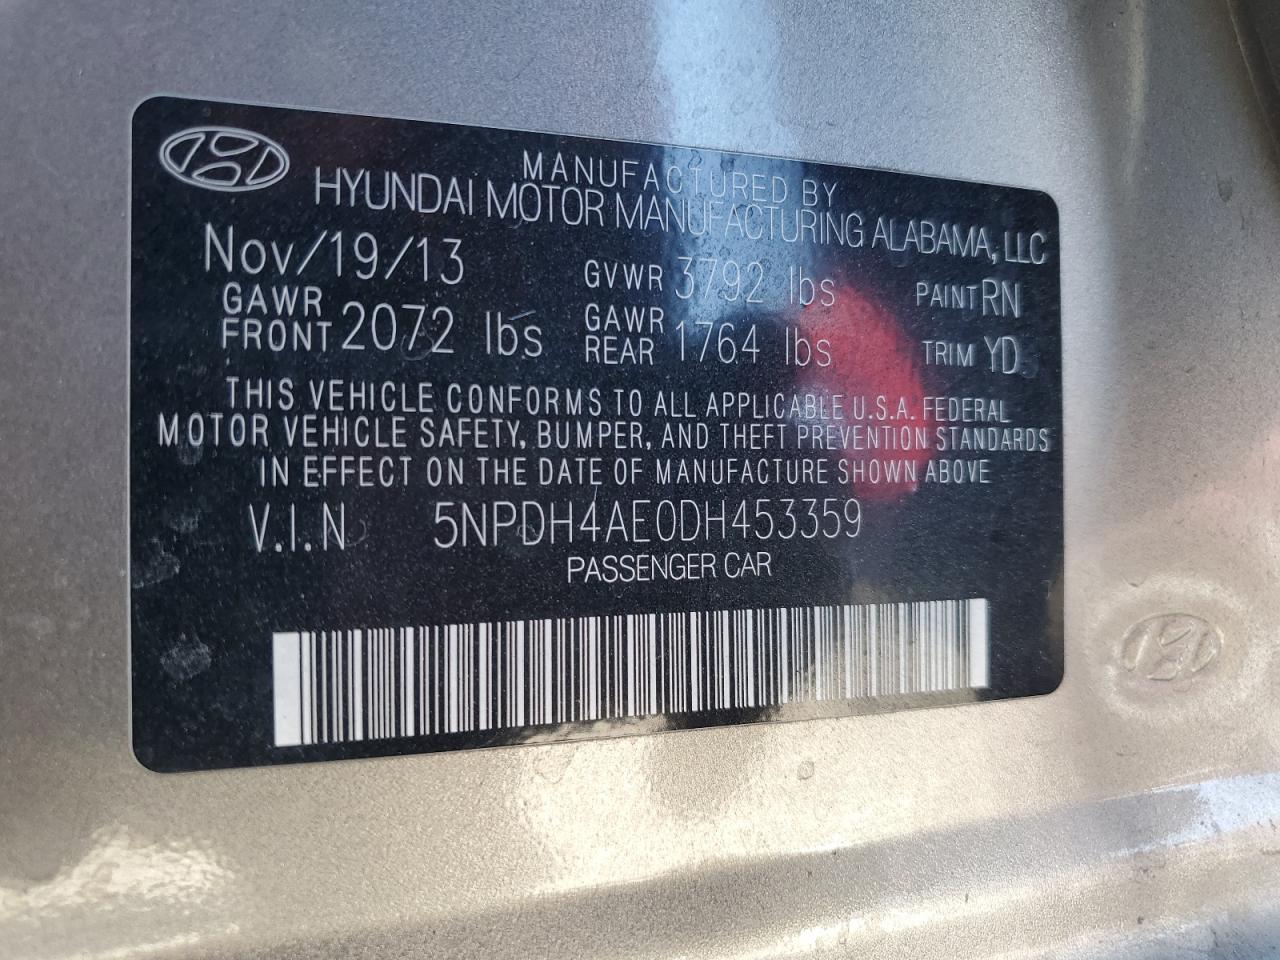 MANUFACTURED BY
HYUNDAI MOTOR MANUFACTURING ALABAMA, LLC
Nov/19/13 GVWR 3792 lbs PAINT RN
GAWR FRONT 2072 lbs GAWR REAR 1764 lbs TRIM YD
THIS VEHICLE CONFORMS TO ALL APPLICABLE U.S.A. FEDERAL
MOTOR VEHICLE SAFETY, BUMPER, AND THEFT PREVENTION STANDARDS
IN EFFECT ON THE DATE OF MANUFACTURE SHOWN ABOVE
V.I.N 5NPDH4AE0DH453359
PASSENGER CAR